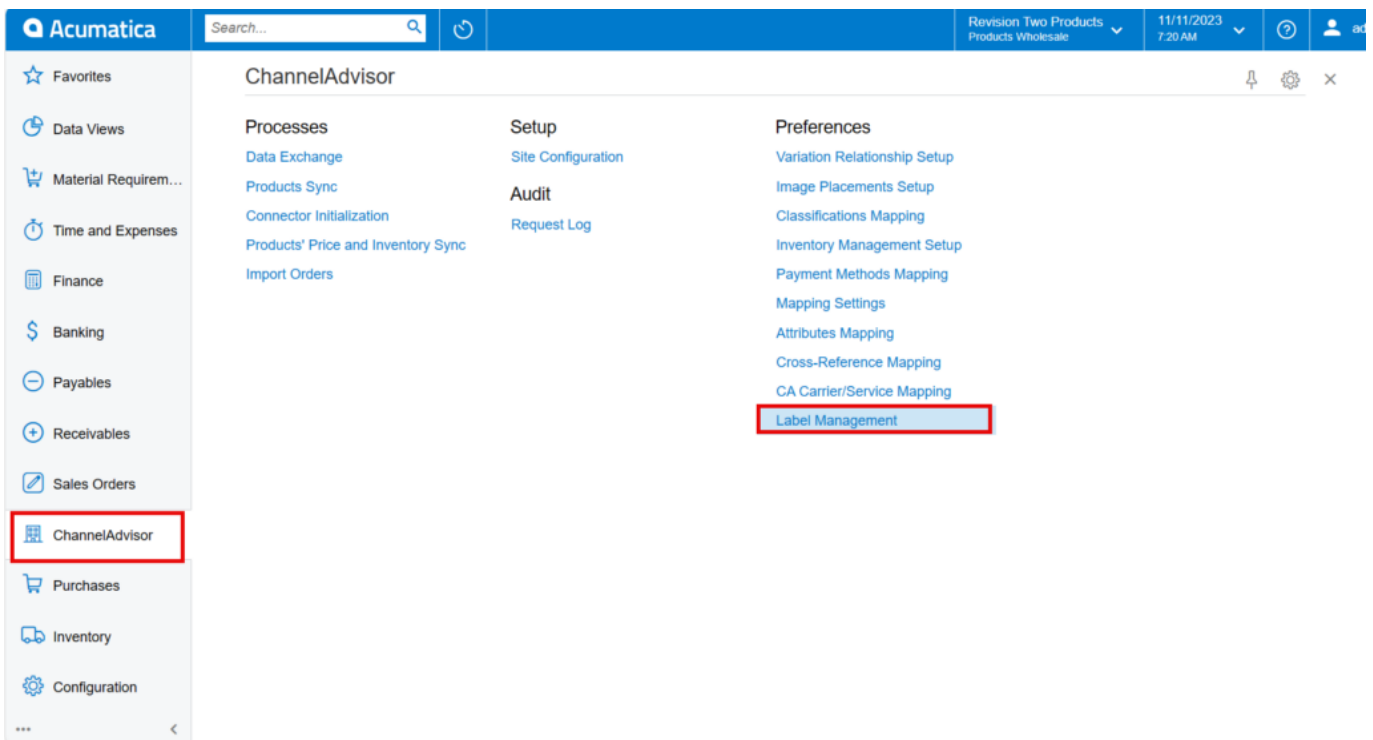 Acumatica
Search...
Revision Two Products
Products Wholesale
11/11/2023
7:20 AM
Favorites
Data Views
Material Requirem...
Time and Expenses
Finance
Banking
Payables
Receivables
Sales Orders
ChannelAdvisor
Purchases
Inventory
Configuration
ChannelAdvisor
Processes
Data Exchange
Products Sync
Connector Initialization
Products' Price and Inventory Sync
Import Orders
Setup
Site Configuration
Audit
Request Log
Preferences
Variation Relationship Setup
Image Placements Setup
Classifications Mapping
Inventory Management Setup
Payment Methods Mapping
Mapping Settings
Attributes Mapping
Cross-Reference Mapping
CA Carrier/Service Mapping
Label Management